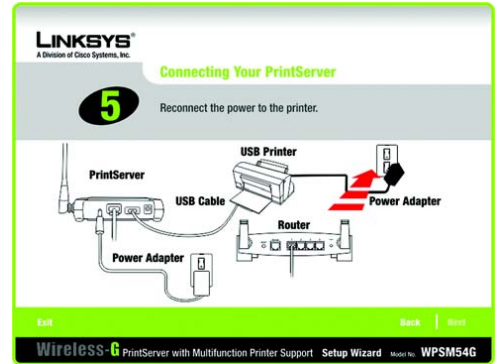 LINKSYS®
A Division of Cisco Systems, Inc.
Connecting Your PrintServer
5
Reconnect the power to the printer.
USB Printer
PrintServer
USB Cable
Power Adapter
Router
Power Adapter
Exit
Back
Next
Wireless-G PrintServer with Multifunction Printer Support Setup Wizard Model No. WPSM54G